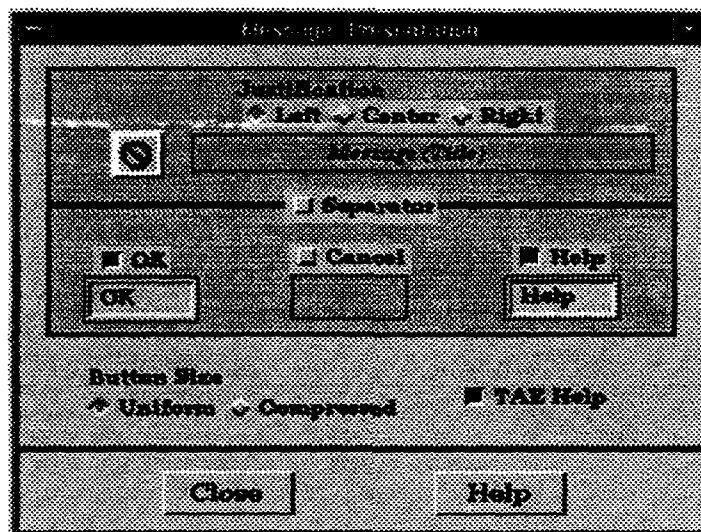 Message Presentation
Justification
Left Center Right
Message (Title)
Separator
OK Cancel Help
OK Help
Button Size
Uniform Compressed TAE Help
Close Help